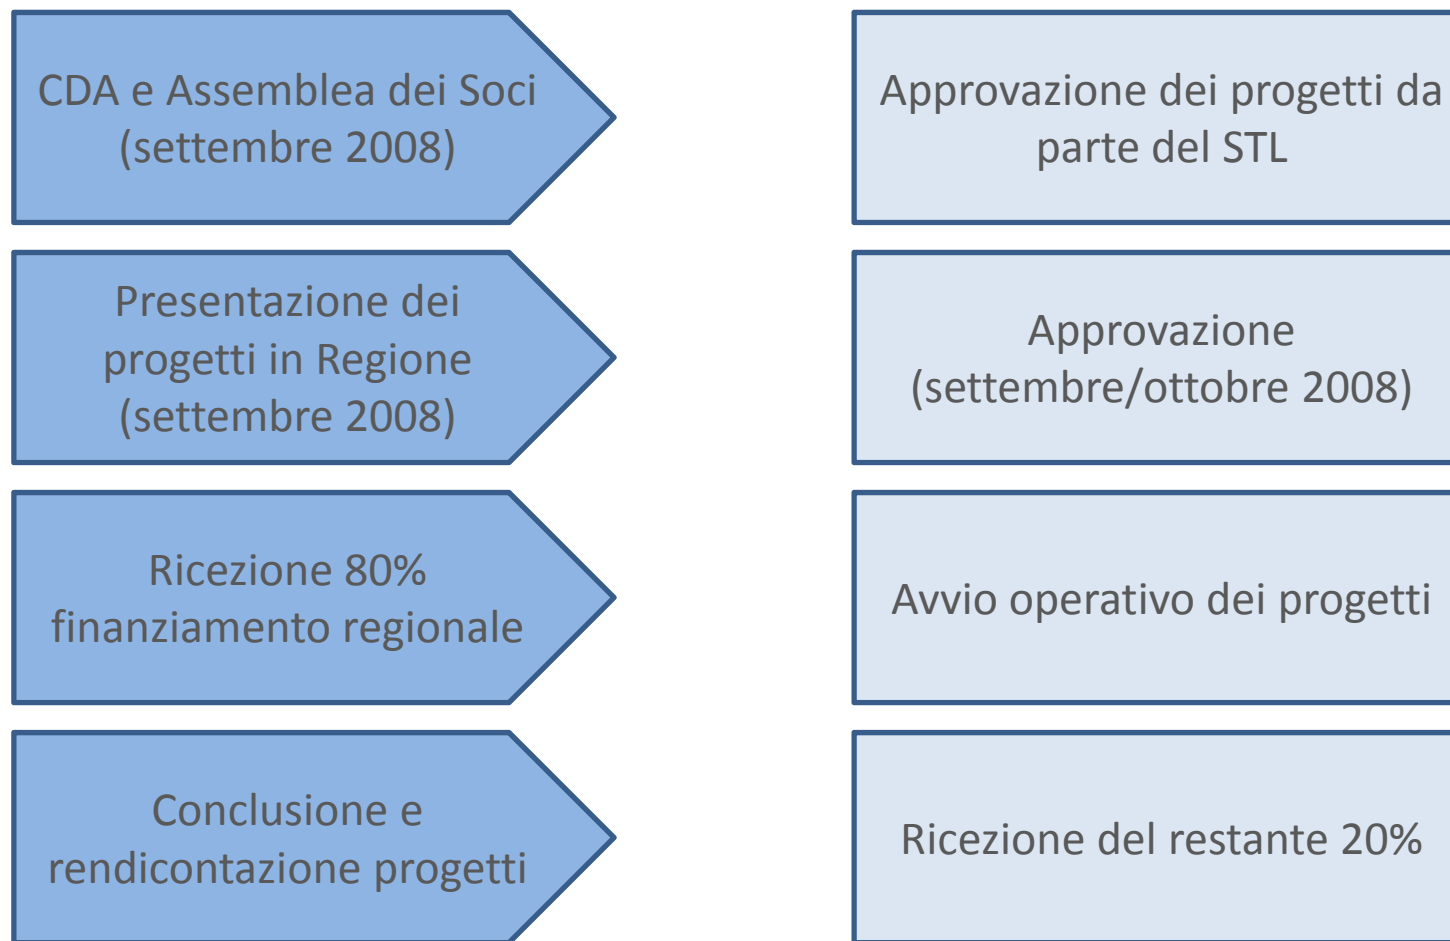 CDA e Assemblea dei Soci
(settembre 2008)
Approvazione dei progetti da
parte del STL
Presentazione dei
progetti in Regione
(settembre 2008)
Approvazione
(settembre/ottobre 2008)
Ricezione 80%
finanziamento regionale
Avvio operativo dei progetti
Conclusione e
rendicontazione progetti
Ricezione del restante 20%